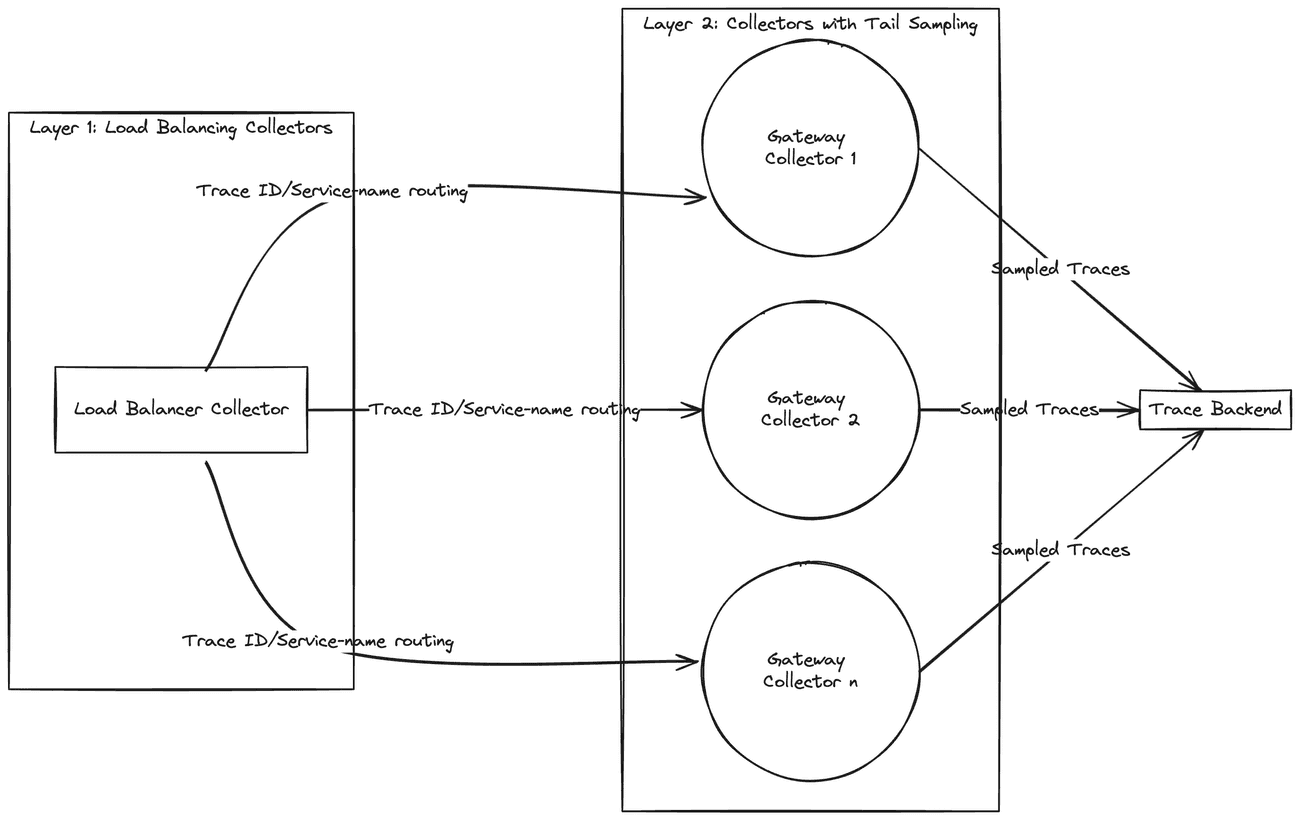 Layer 2: Collectors with Tail Sampling
Layer 1: Load Balancing Collectors
Gateway
Collector 1
Trace ID/Service-name routing
Sampled Traces
Load Balancer Collector
Trace ID/Service-name routing
Gateway
Collector 2
Sampled Traces
Trace Backend
Sampled Traces
Trace ID/Service-name routing
Gateway
Collector n